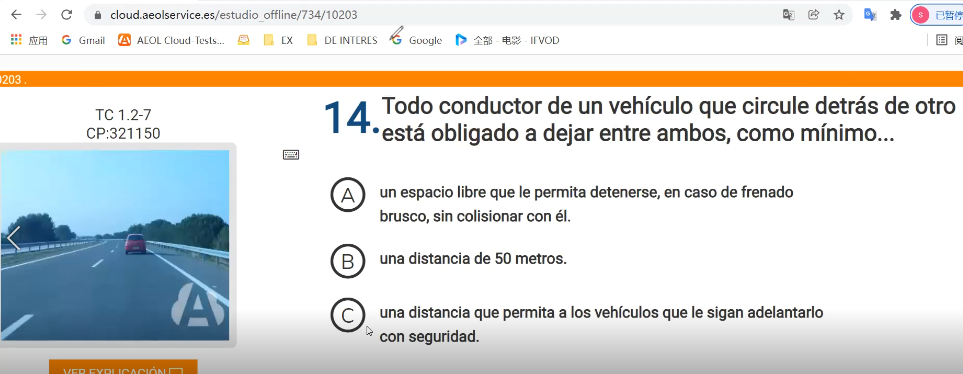 cloud.aeolservice.es/estudio_offline/734/10203
S
已暂停
应用
Gmail
AEOL Cloud-Tests...
EX
DE INTERES
Google
全部 - 电影 - IFVOD
0203 .
TC 1.2-7
CP:321150
14.
Todo conductor de un vehículo que circule detrás de otro
está obligado a dejar entre ambos, como mínimo...
A
un espacio libre que le permita detenerse, en caso de frenado
brusco, sin colisionar con él.
B
una distancia de 50 metros.
C
una distancia que permita a los vehículos que le sigan adelantarlo
con seguridad.
VER EXPLICACIÓN